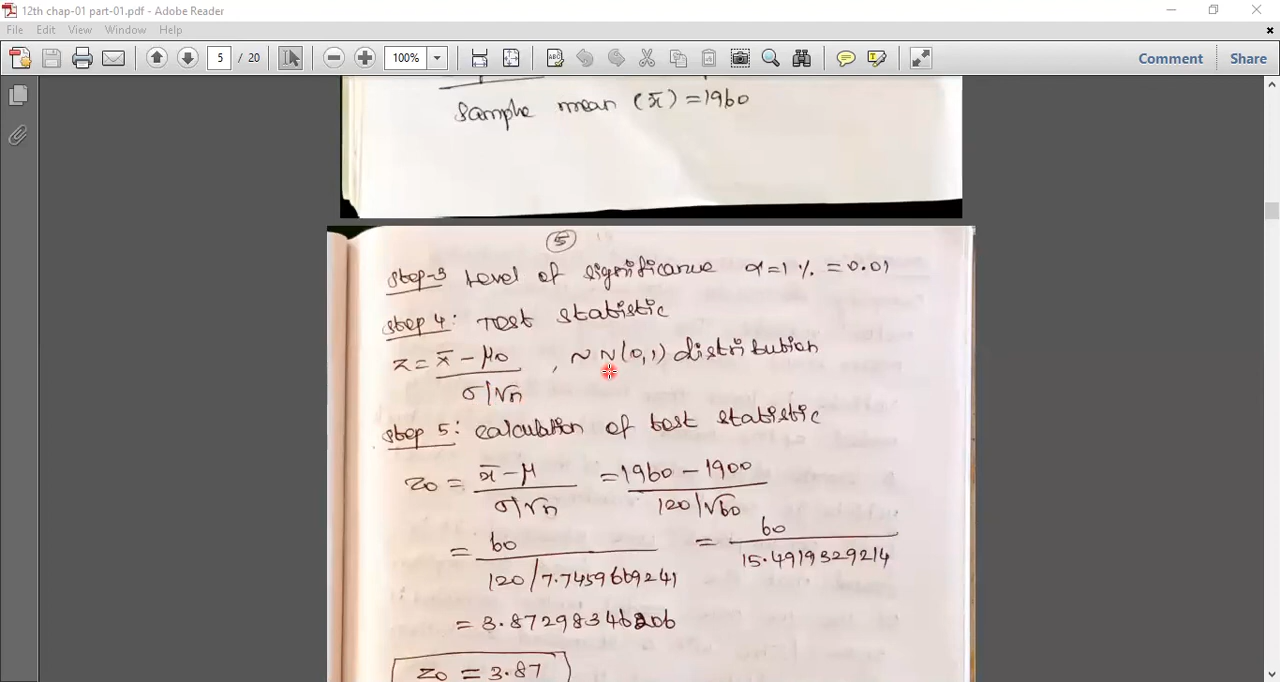 12th chap-01 part-01.pdf - Adobe Reader
File Edit View Window Help
5 / 20 100% Comment Share
Sample mean (x̄) = 1960
5
Step-3 Level of significance α = 1 % = 0.01
Step 4: Test statistic
z = x̄ - μ0 / σ/√n , ~ N(0,1) distribution
Step 5: calculation of test statistic
z0 = x̄ - μ / σ/√n = 1960 - 1900 / 120/√60
= 60 / 120/7.7459669241 = 60 / 15.4919329214
= 3.87298346206
z0 = 3.87